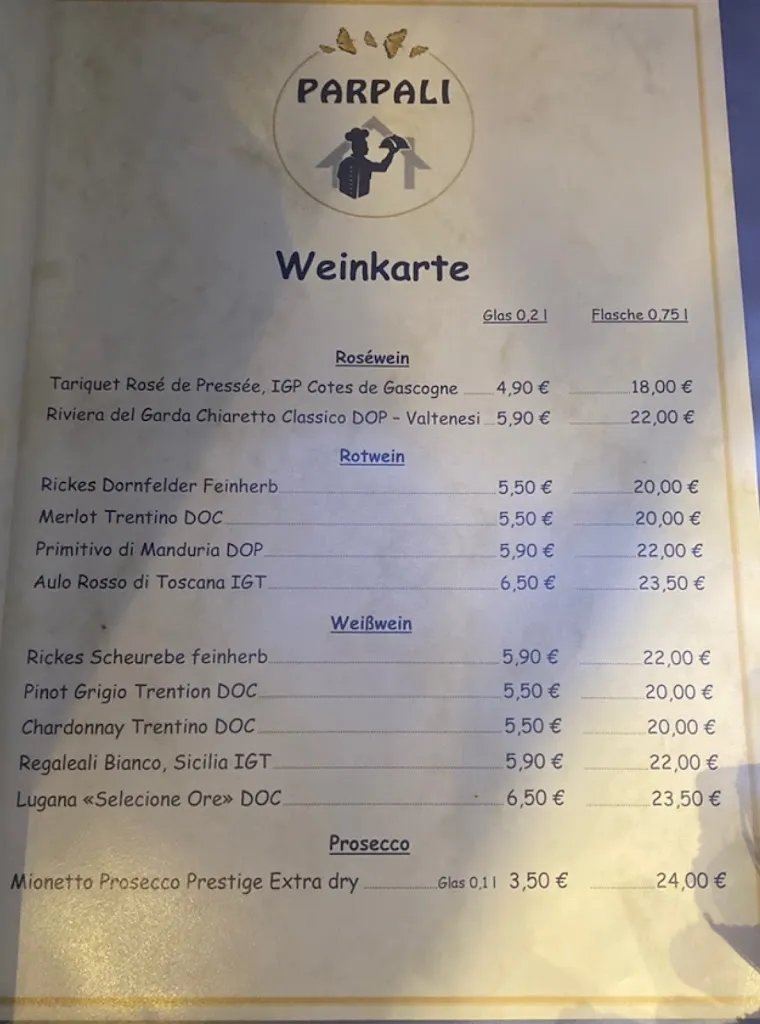 PARPALI
Weinkarte
Glas 0,2 l Flasche 0,75 l
Roséwein
Tariquet Rosé de Pressée, IGP Cotes de Gascogne 4,90 € 18,00 €
Riviera del Garda Chiaretto Classico DOP - Valtenesi 5,90 € 22,00 €
Rotwein
Rickes Dornfelder Feinherb 5,50 € 20,00 €
Merlot Trentino DOC 5,50 € 20,00 €
Primitivo di Manduria DOP 5,90 € 22,00 €
Aulo Rosso di Toscana IGT 6,50 € 23,50 €
Weißwein
Rickes Scheurebe feinherb 5,90 € 22,00 €
Pinot Grigio Trention DOC 5,50 € 20,00 €
Chardonnay Trentino DOC 5,50 € 20,00 €
Regaleali Bianco, Sicilia IGT 5,90 € 22,00 €
Lugana «Selecione Ore» DOC 6,50 € 23,50 €
Prosecco
Mionetto Prosecco Prestige Extra dry Glas 0,1 l 3,50 € 24,00 €